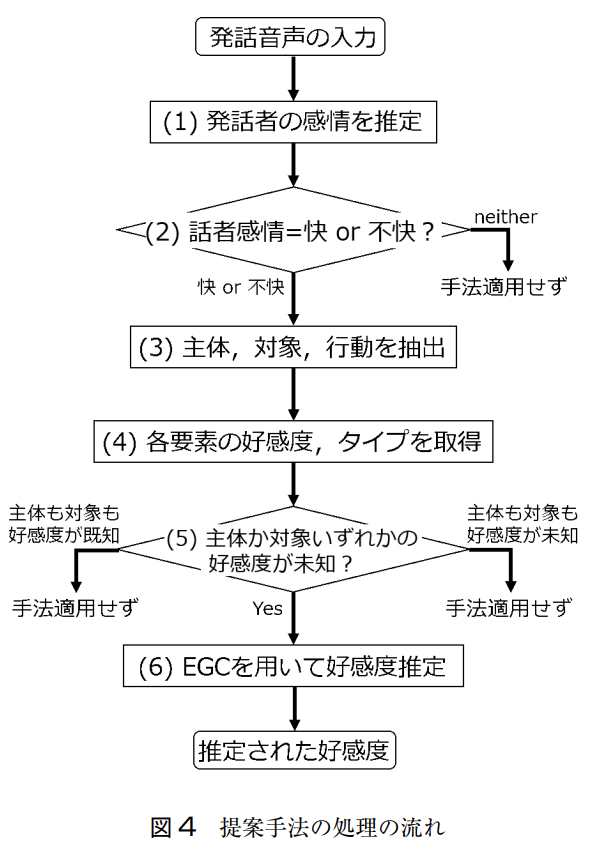 発話音声の入力
(1) 発話者の感情を推定
(2) 話者感情=快 or 不快？
neither
手法適用せず
快 or 不快
(3) 主体，対象，行動を抽出
(4) 各要素の好感度，タイプを取得
主体も対象も
好感度が既知
(5) 主体か対象いずれかの
好感度が未知？
主体も対象も
好感度が未知
手法適用せず
Yes
手法適用せず
(6) EGCを用いて好感度推定
推定された好感度
図4 提案手法の処理の流れ